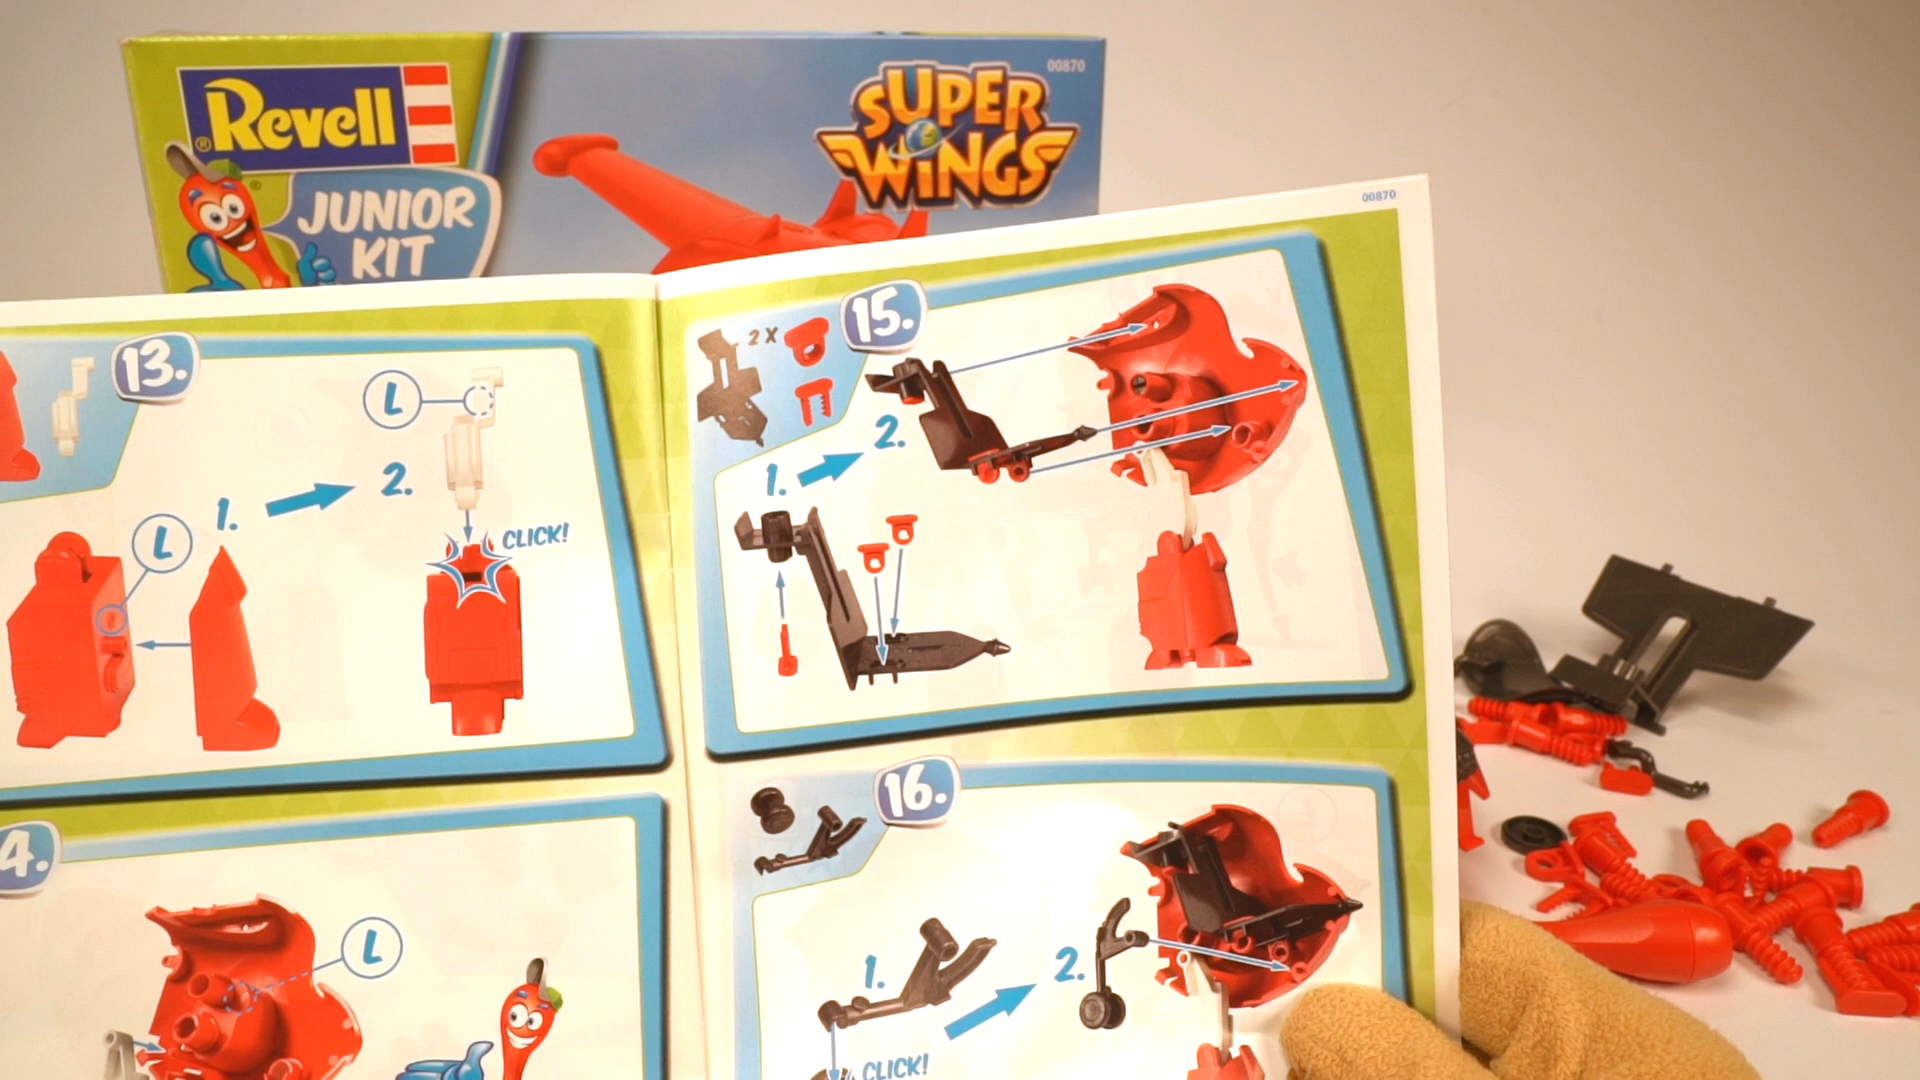 00870
Revell
®
SUPER
WiNGS
JUNIOR
KIT
00870
13.
L
L
1.
2.
CLICK!
4.
L
15.
2 X
1.
2.
16.
1.
2.
CLICK!